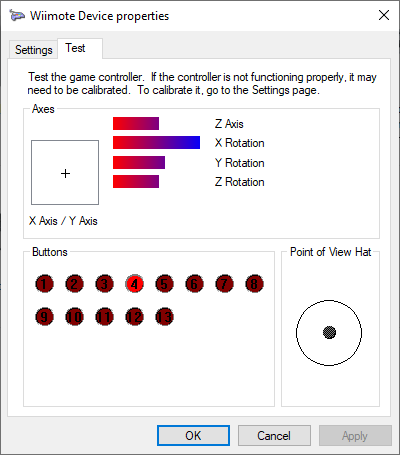 Wiimote Device properties
Settings
Test
Test the game controller.  If the controller is not functioning properly, it may
need to be calibrated.  To calibrate it, go to the Settings page.
Axes
Z Axis
X Rotation
Y Rotation
Z Rotation
X Axis / Y Axis
Buttons
1 2 3 4 5 6 7 8
9 10 11 12 13
Point of View Hat
OK
Cancel
Apply